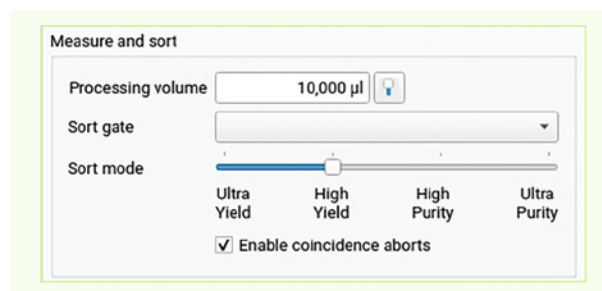 Measure and sort
Processing volume 10,000 µl
Sort gate
Sort mode
Ultra High High Ultra
Yield Yield Purity Purity
Enable coincidence aborts